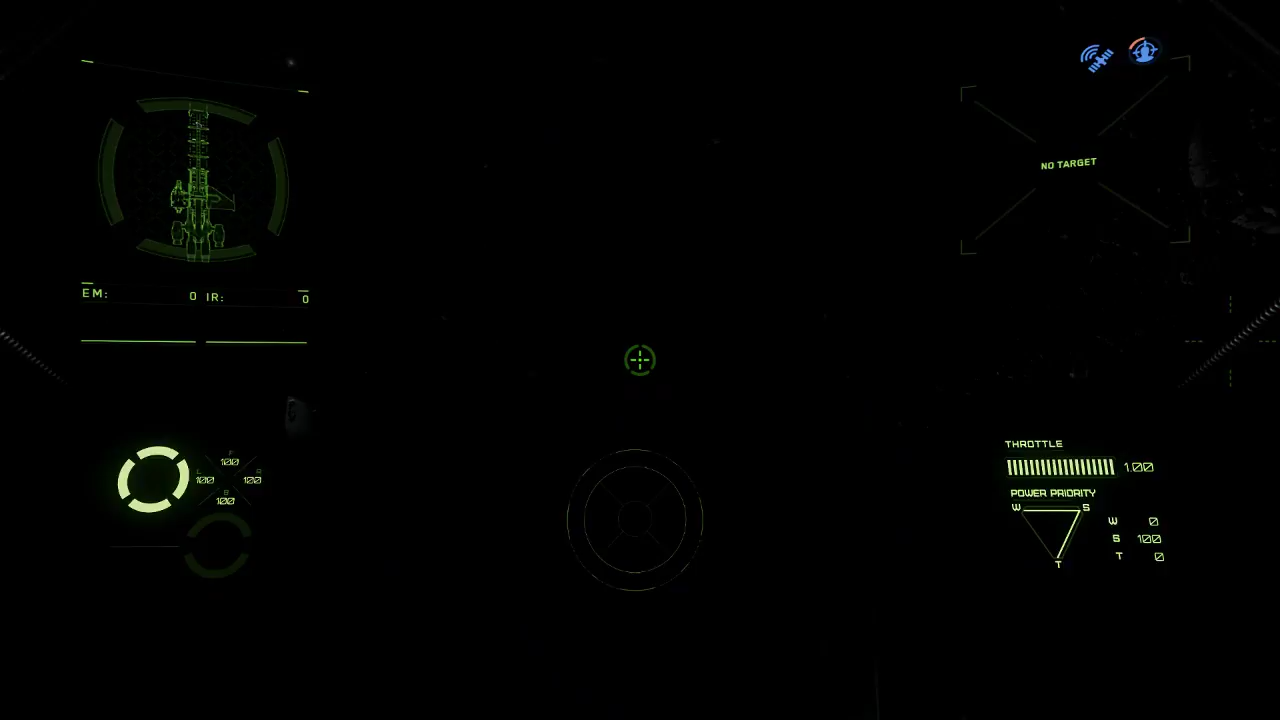 NO TARGET
EM: 0 IR: 0
F
100
L
100 100
B
100
THROTTLE
1.00
POWER PRIORITY
W S
T
W 0
S 100
T 0